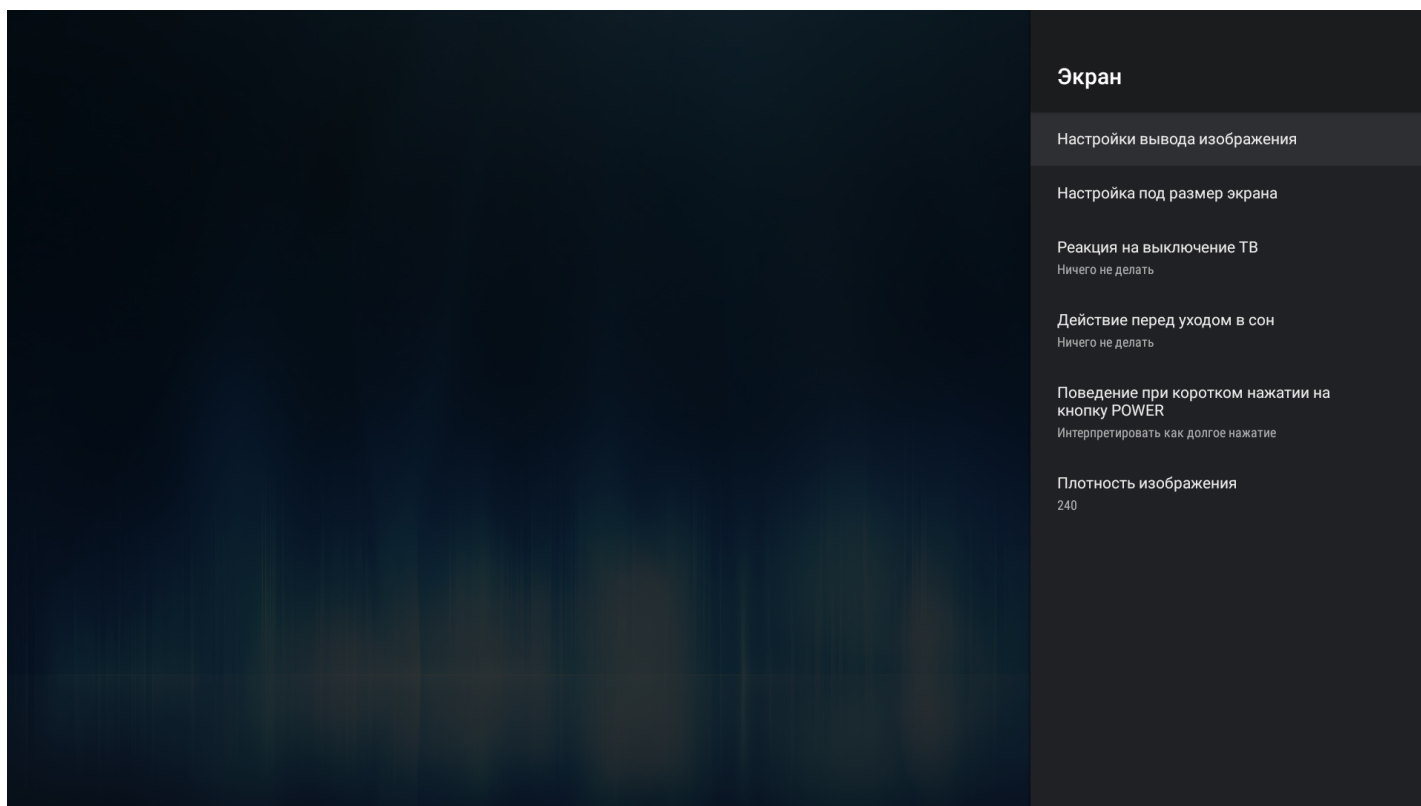 Экран
Настройки вывода изображения
Настройка под размер экрана
Реакция на выключение ТВ
Ничего не делать
Действие перед уходом в сон
Ничего не делать
Поведение при коротком нажатии на
кнопку POWER
Интерпретировать как долгое нажатие
Плотность изображения
240